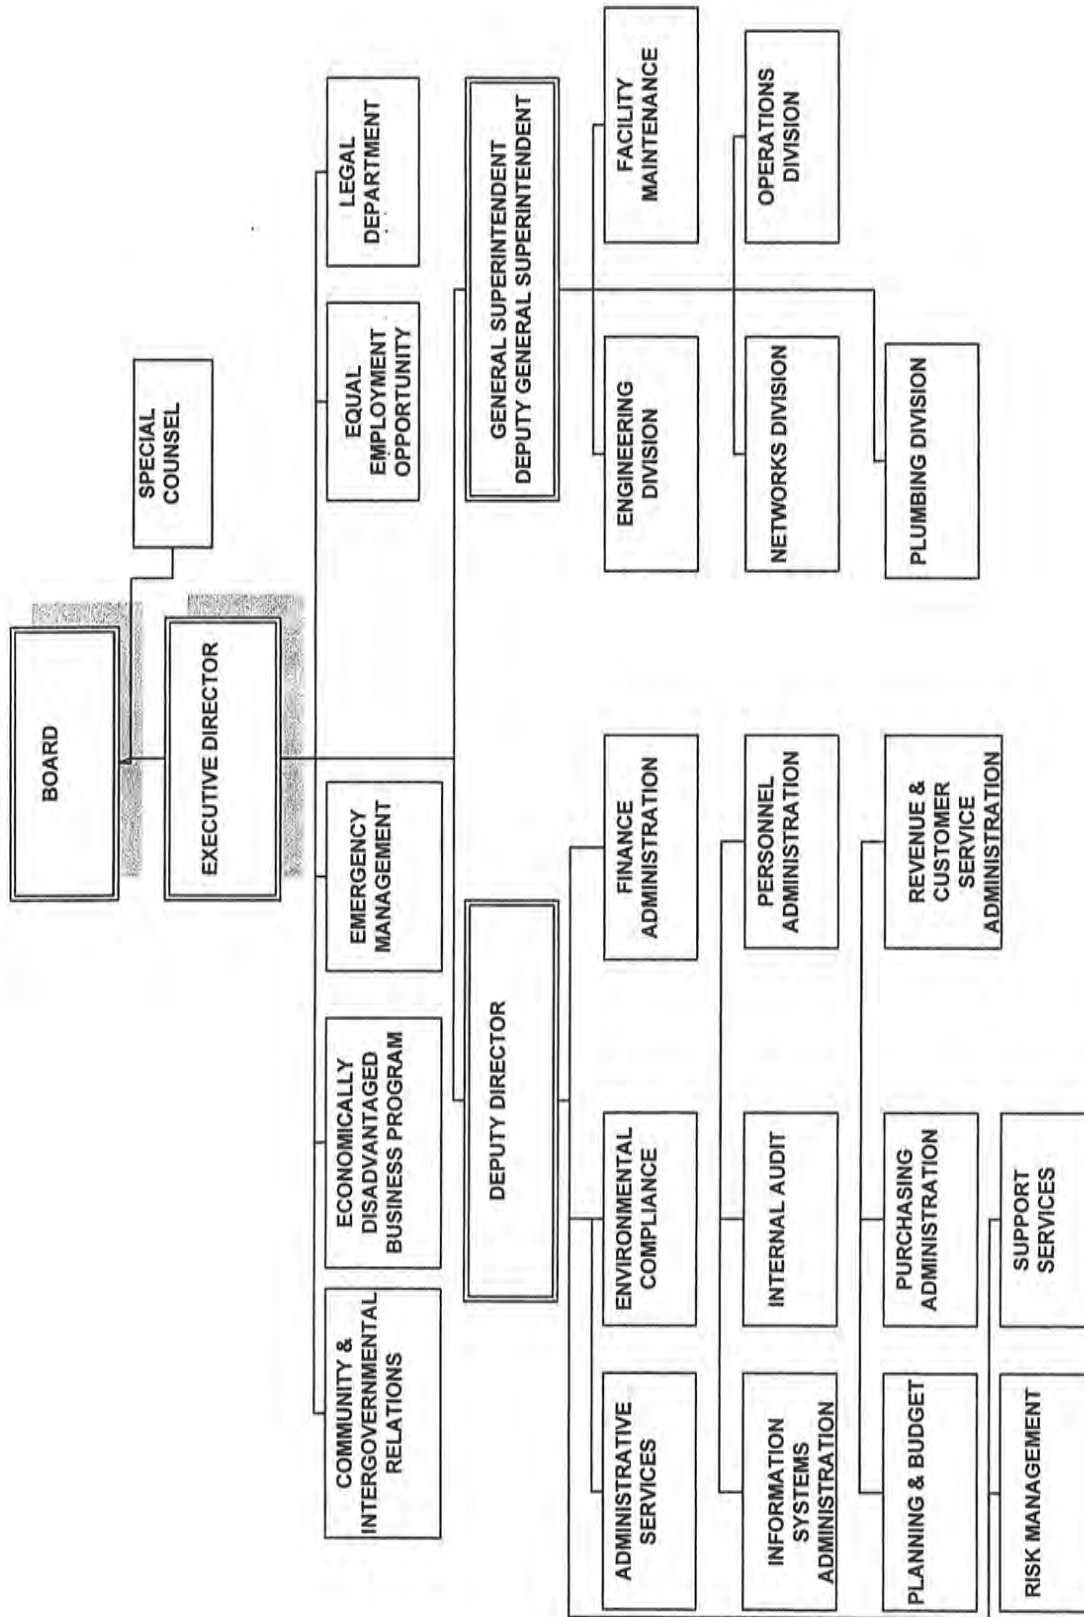 BOARD
SPECIAL
COUNSEL
EXECUTIVE DIRECTOR
COMMUNITY &
INTERGOVERNMENTAL
RELATIONS
ECONOMICALLY
DISADVANTAGED
BUSINESS PROGRAM
EMERGENCY
MANAGEMENT
EQUAL
EMPLOYMENT
OPPORTUNITY
LEGAL
DEPARTMENT
DEPUTY DIRECTOR
GENERAL SUPERINTENDENT
DEPUTY GENERAL SUPERINTENDENT
ADMINISTRATIVE
SERVICES
ENVIRONMENTAL
COMPLIANCE
FINANCE
ADMINISTRATION
ENGINEERING
DIVISION
FACILITY
MAINTENANCE
INFORMATION
SYSTEMS
ADMINISTRATION
INTERNAL AUDIT
PERSONNEL
ADMINISTRATION
NETWORKS DIVISION
OPERATIONS
DIVISION
PLANNING & BUDGET
PURCHASING
ADMINISTRATION
REVENUE &
CUSTOMER
SERVICE
ADMINISTRATION
PLUMBING DIVISION
RISK MANAGEMENT
SUPPORT
SERVICES